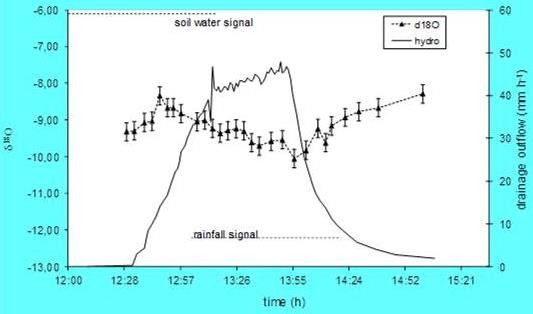 -6,00
-7,00
-8,00
-9,00
-10,00
-11,00
-12,00
-13,00
δ¹⁸O
soil water signal
d18O
hydro
rainfall signal
60
50
40
30
20
10
0
drainage outflow (mm h⁻¹)
12:00 12:28 12:57 13:26 13:55 14:24 14:52 15:21
time (h)